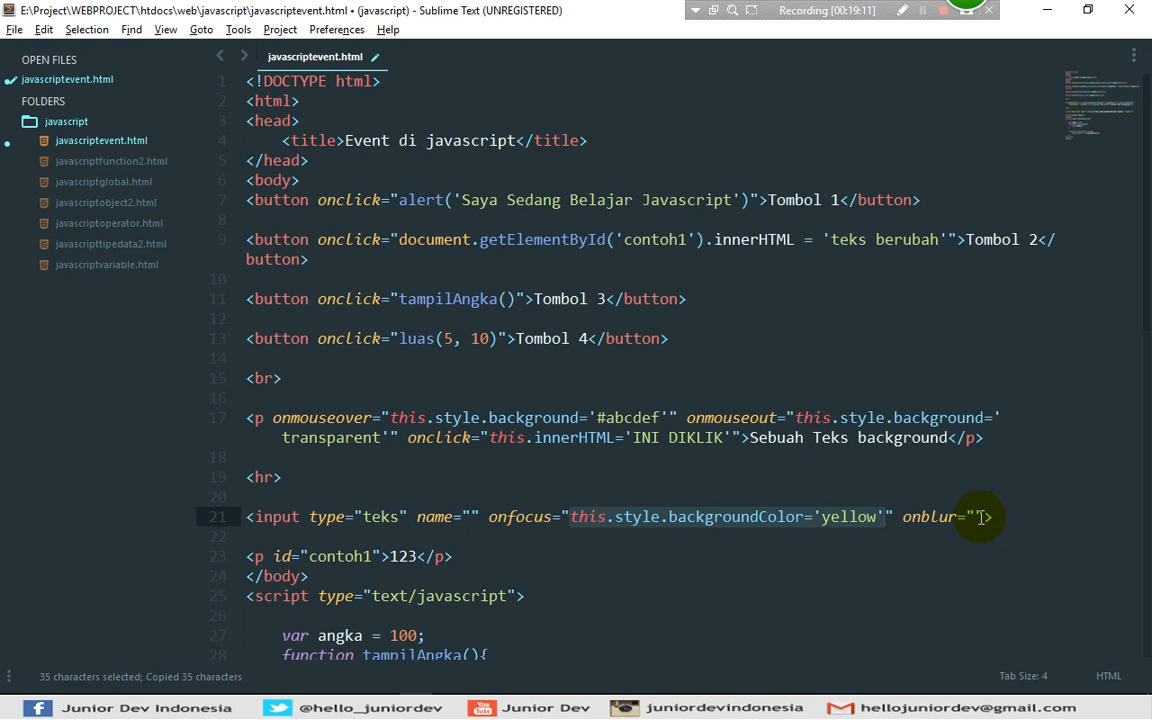 E:\Project\WEBPROJECT\htdocs\web\javascript\javascriptevent.html • (javascript) - Sublime Text (UNREGISTERED)
Recording [00:19:11]
File Edit Selection Find View Goto Tools Project Preferences Help
OPEN FILES
javascriptevent.html
FOLDERS
javascript
javascriptevent.html
javascriptfunction2.html
javascriptglobal.html
javascriptobject2.html
javascriptoperator.html
javascripttipedata2.html
javascriptvariable.html
javascriptevent.html
1 <!DOCTYPE html>
2 <html>
3 <head>
4 <title>Event di javascript</title>
5 </head>
6 <body>
7 <button onclick="alert('Saya Sedang Belajar Javascript')">Tombol 1</button>
8
9 <button onclick="document.getElementById('contoh1').innerHTML = 'teks berubah'">Tombol 2</
button>
10
11 <button onclick="tampilAngka()">Tombol 3</button>
12
13 <button onclick="luas(5, 10)">Tombol 4</button>
14
15 <br>
16
17 <p onmouseover="this.style.background='#abcdef'" onmouseout="this.style.background='
transparent'" onclick="this.innerHTML='INI DIKLIK'">Sebuah Teks background</p>
18
19 <hr>
20
21 <input type="teks" name="" onfocus="this.style.backgroundColor='yellow'" onblur="">
22
23 <p id="contoh1">123</p>
24 </body>
25 <script type="text/javascript">
26
27 var angka = 100;
28 function tampilAngka(){
35 characters selected; Copied 35 characters
Tab Size: 4
HTML
Junior Dev Indonesia
@hello_juniordev
Junior Dev
juniordevindonesia
hellojuniordev@gmail.com